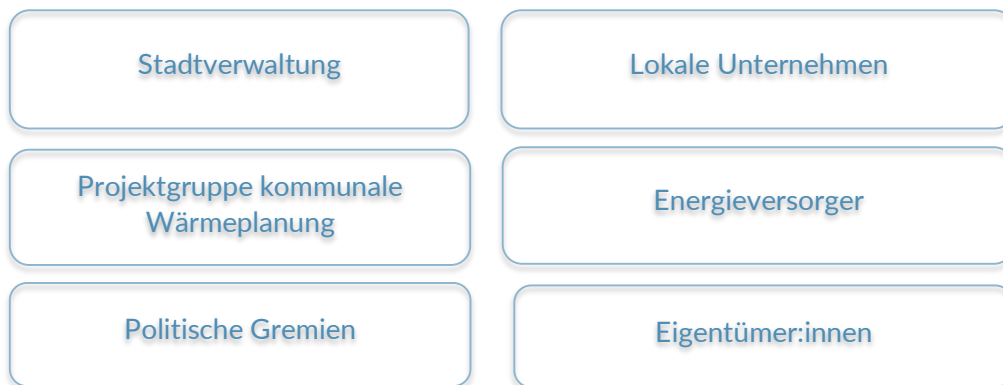 Stadtverwaltung
Lokale Unternehmen
Projektgruppe kommunale
Wärmeplanung
Energieversorger
Politische Gremien
Eigentümer:innen